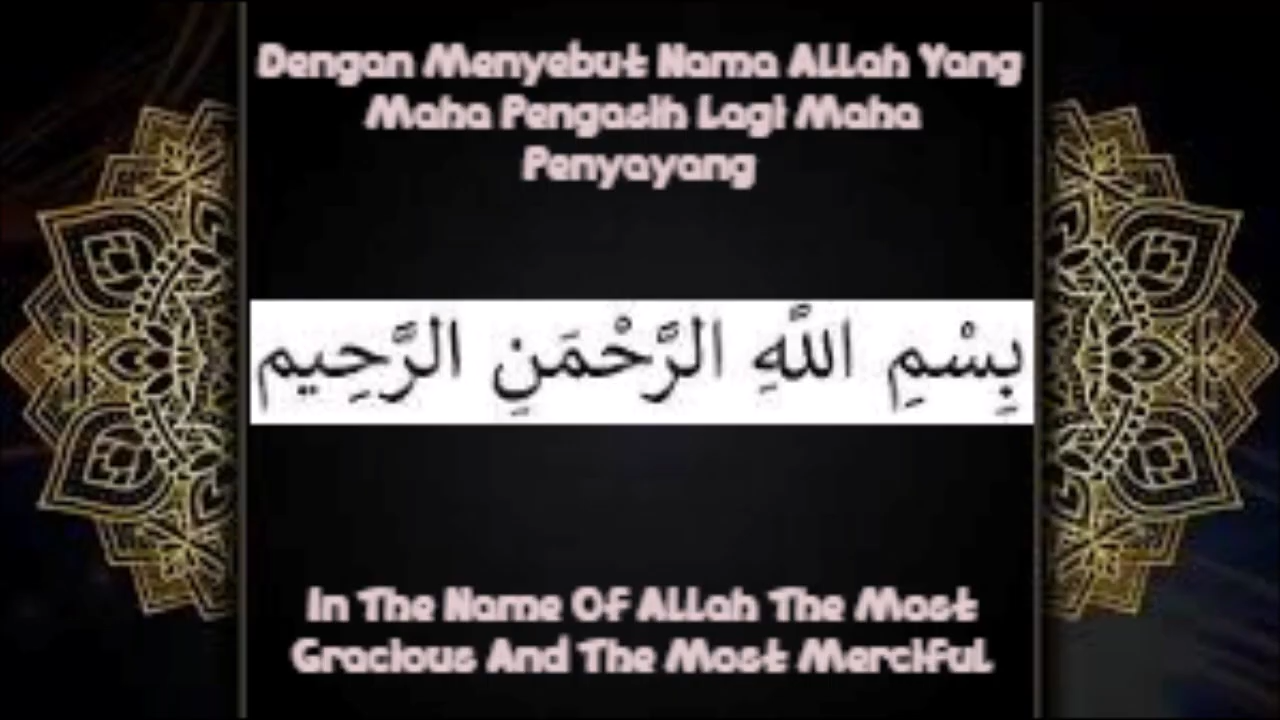 Dengan Menyebut Nama ALLah Yang
Maha Pengasih Lagi Maha
Penyayang
بِسْمِ اللَّهِ الرَّحْمَنِ الرَّحِيم
In The Name Of ALLah The Most
Gracious And The Most MercifuL